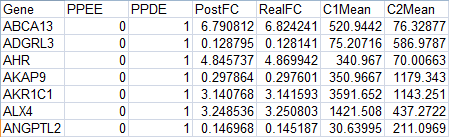 Gene PPEE PPDE PostFC RealFC C1Mean C2Mean
ABCA13 0 1 6.790812 6.824241 520.9442 76.32877
ADGRL3 0 1 0.128795 0.128141 75.20716 586.9787
AHR 0 1 4.845737 4.869942 340.967 70.00663
AKAP9 0 1 0.297864 0.297601 350.9667 1179.343
AKR1C1 0 1 3.140768 3.141593 3591.652 1143.251
ALX4 0 1 3.248536 3.250803 1421.508 437.2722
ANGPTL2 0 1 0.146968 0.145187 30.63995 211.0969